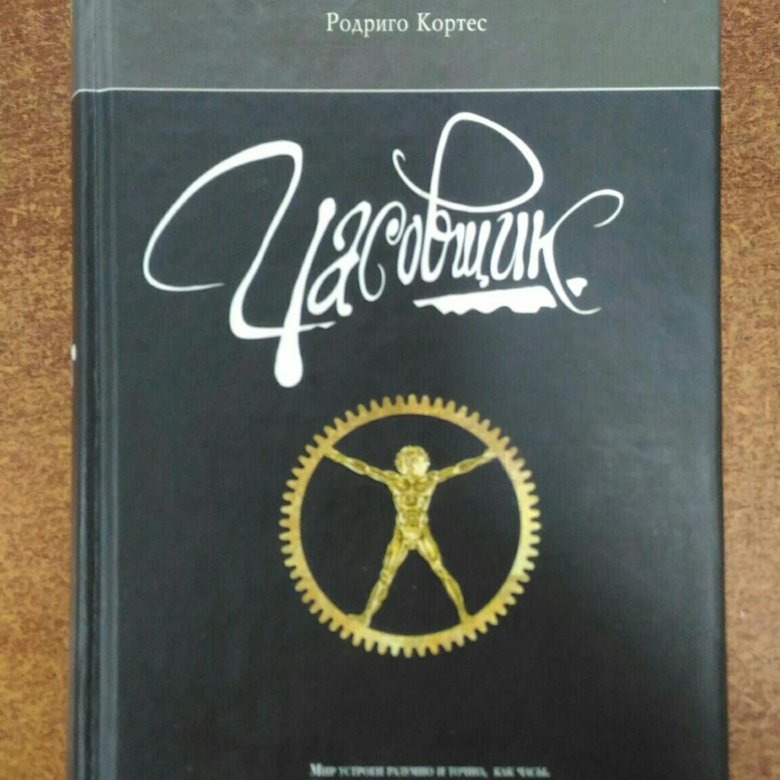 Родриго Кортес
Часовщик.
Мир устроен разумно и точно, как часы.